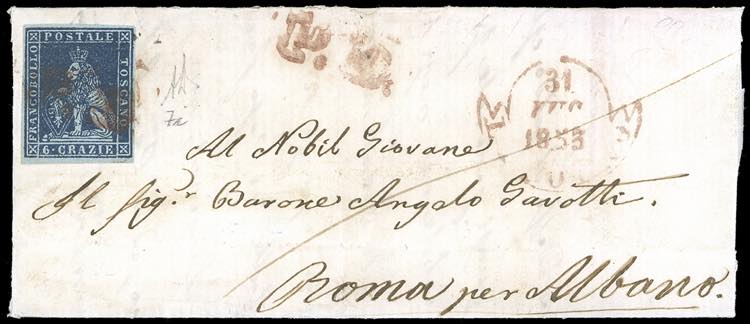 FRANCOBOLLO
POSTALE
TOSCANO
6 • CRAZIE
P. D.
31
1853
Al Nobil Giovane
Il Sig.r Barone Angelo Gavotti.
Roma per Albano.